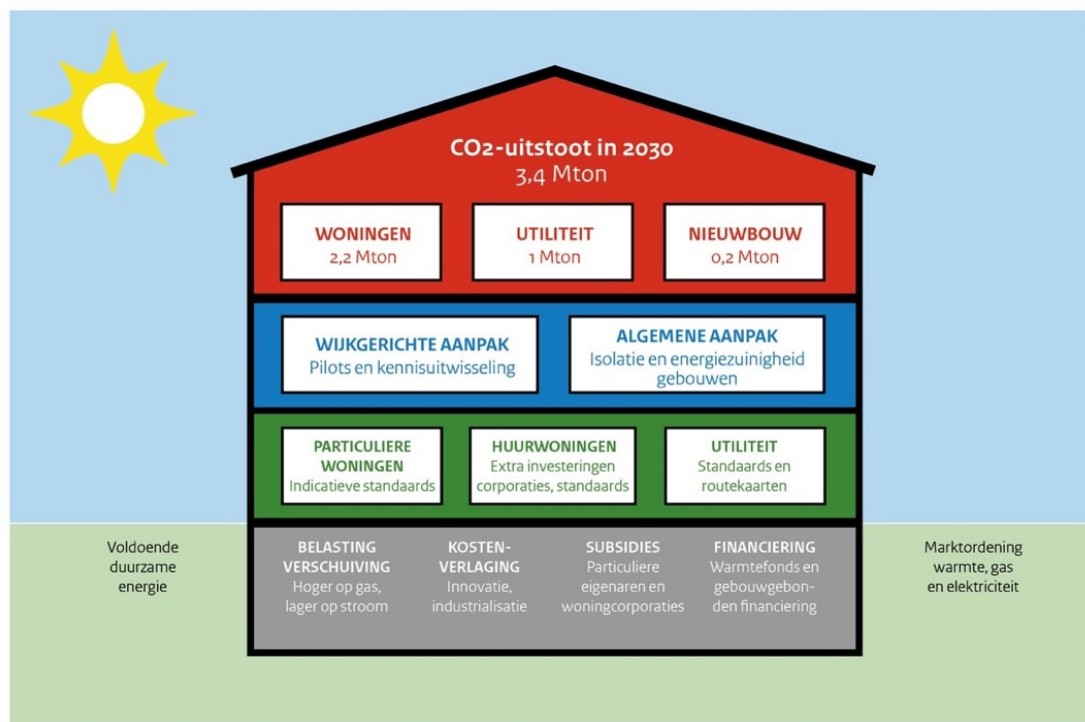 CO2-uitstoot in 2030
3,4 Mton
WONINGEN
2,2 Mton
UTILITEIT
1 Mton
NIEUWBOUW
0,2 Mton
WIJKGERICHTE AANPAK
Pilots en kennisuitwisseling
ALGEMENE AANPAK
Isolatie en energiezuinigheid
gebouwen
PARTICULIERE
WONINGEN
Indicatieve standaards
HUURWONINGEN
Extra investeringen
corporaties, standaards
UTILITEIT
Standaards en
routekaarten
Voldoende
duurzame
energie
BELASTING
VERSCHUIVING
Hoger op gas,
lager op stroom
KOSTEN-
VERLAGING
Innovatie,
industrialisatie
SUBSIDIES
Particuliere
eigenaren en
woningcorporaties
FINANCIERING
Warmtefonds en
gebouwgebon-
den financiering
Marktordening
warmte, gas
en elektriciteit